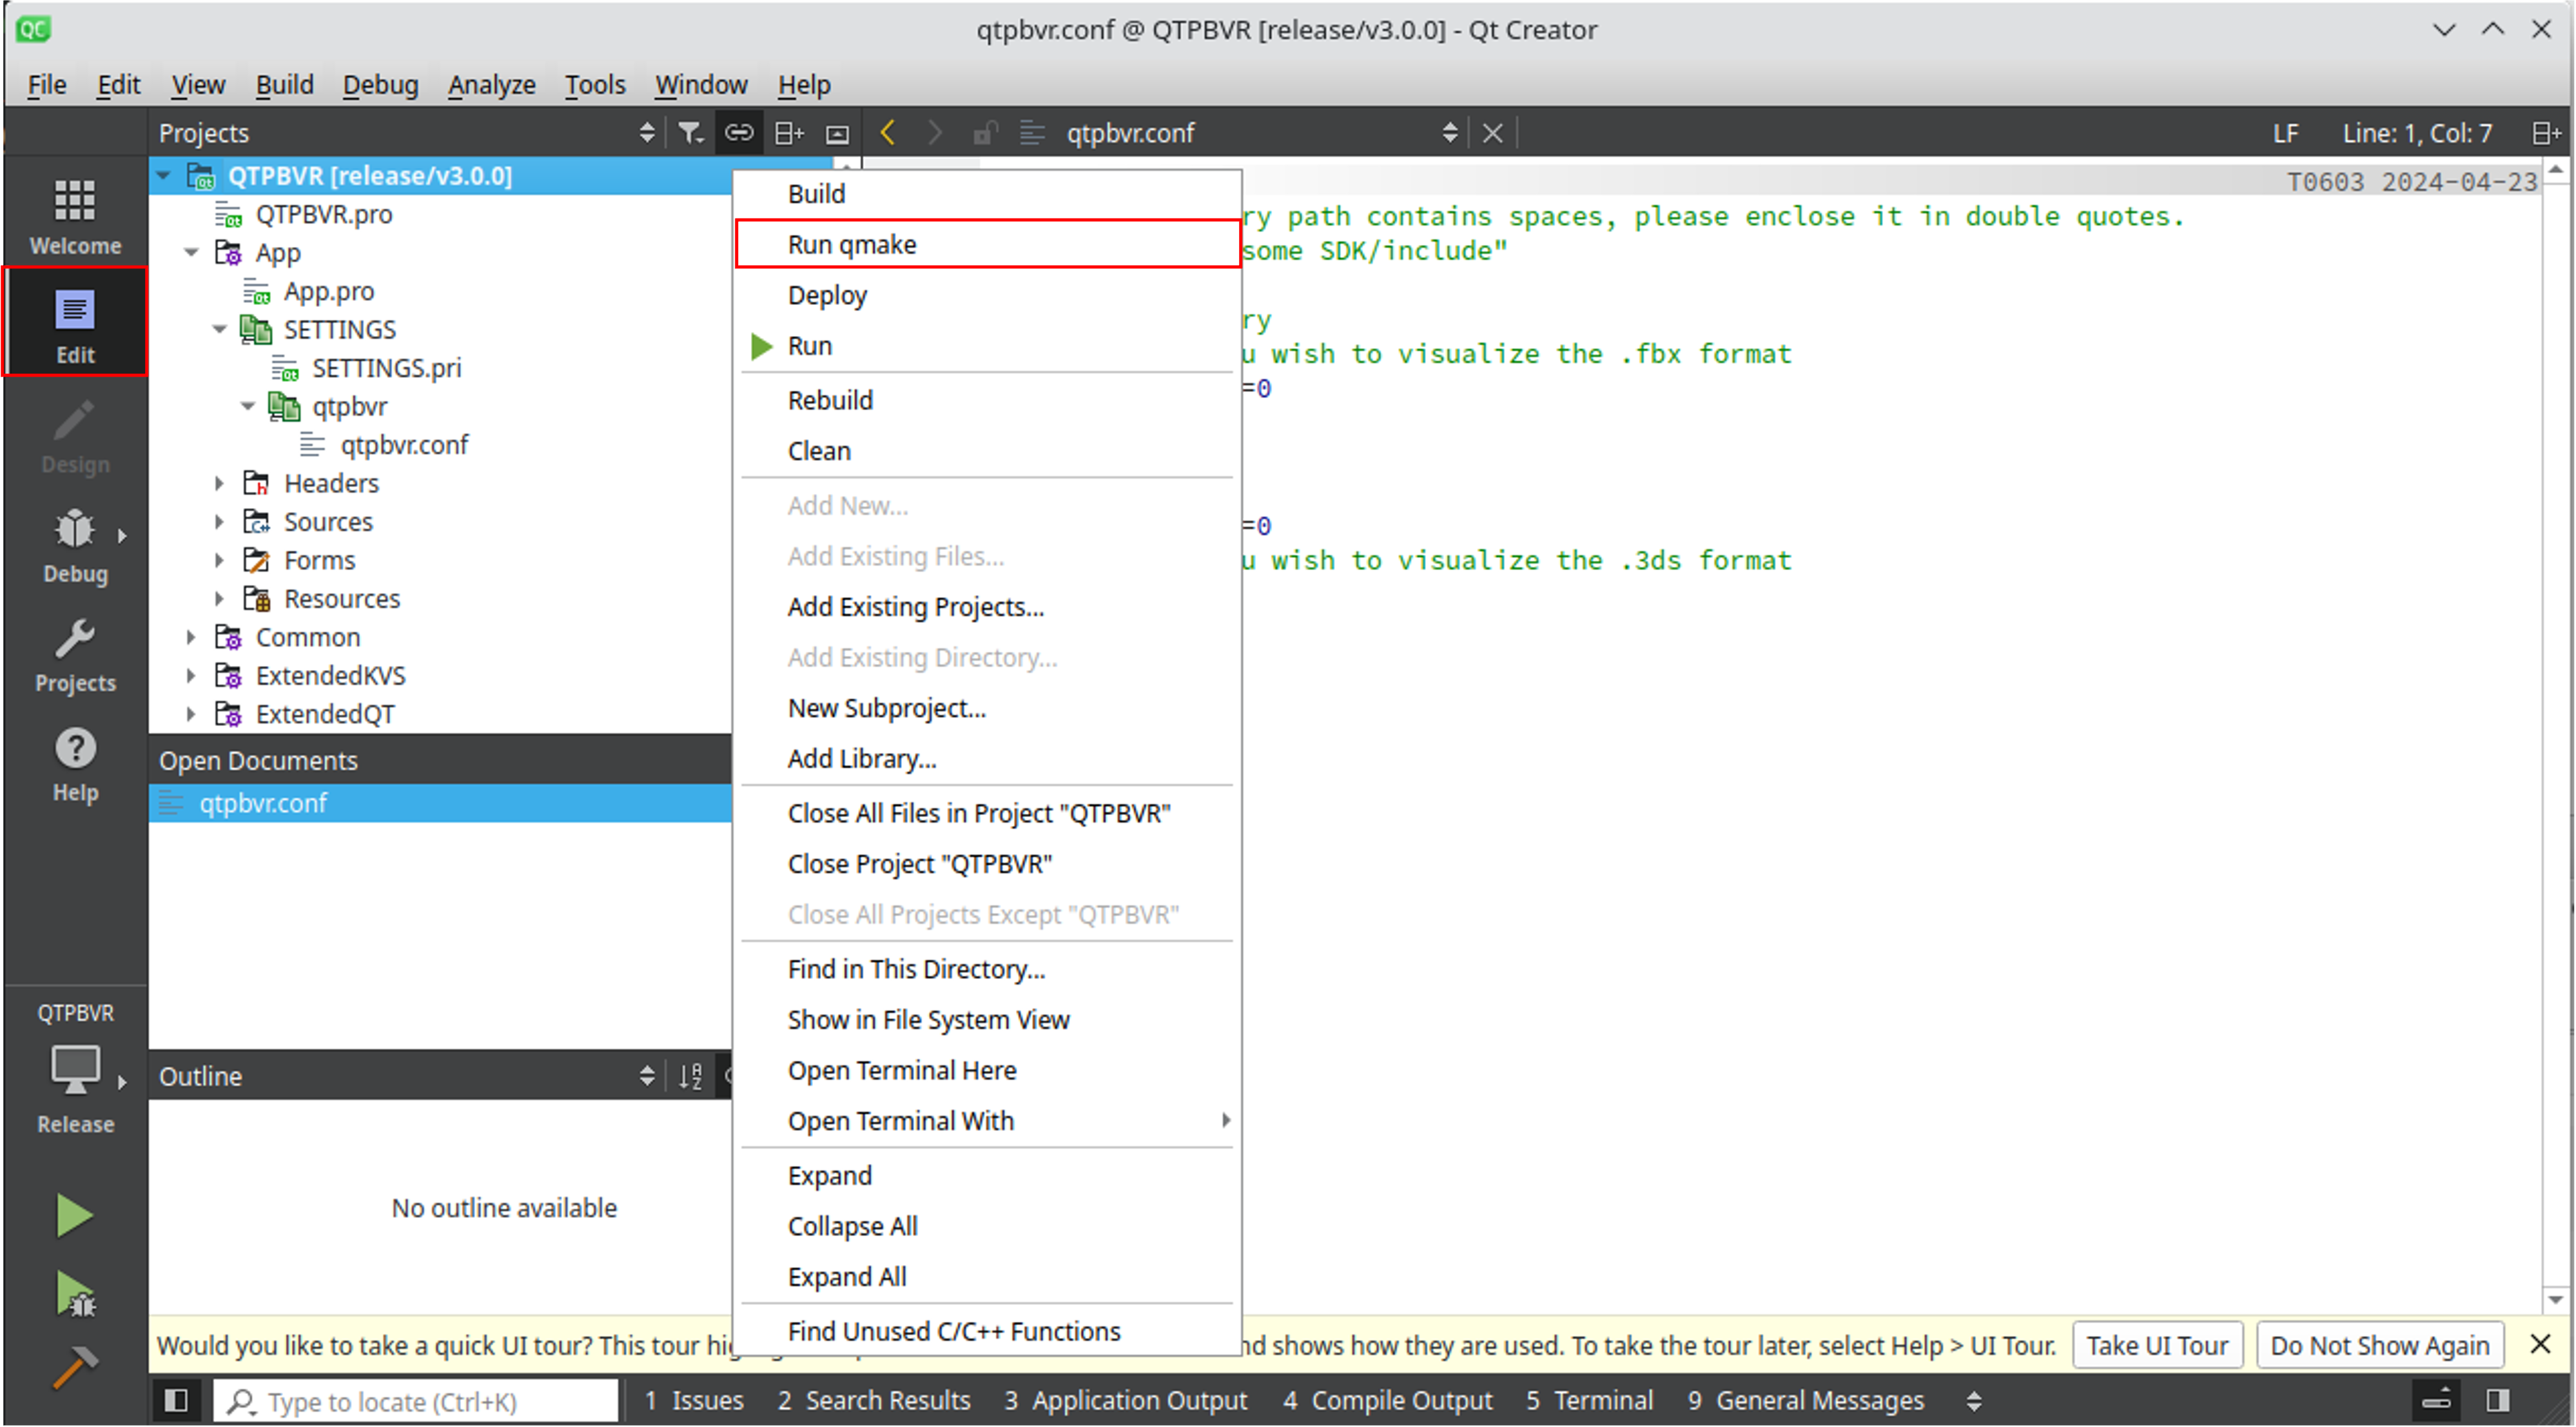 qtpbvr.conf @ QTPBVR [release/v3.0.0] - Qt Creator
File Edit View Build Debug Analyze Tools Window Help
Projects
qtpbvr.conf
LF
Line: 1, Col: 7
Welcome
Edit
Design
Debug
Projects
Help
QTPBVR
Release
QTPBVR [release/v3.0.0]
QTPBVR.pro
App
App.pro
SETTINGS
SETTINGS.pri
qtpbvr
qtpbvr.conf
Headers
Sources
Forms
Resources
Common
ExtendedKVS
ExtendedQT
Open Documents
qtpbvr.conf
Outline
No outline available
Build
Run qmake
Deploy
Run
Rebuild
Clean
Add New...
Add Existing Files...
Add Existing Projects...
Add Existing Directory...
New Subproject...
Add Library...
Close All Files in Project "QTPBVR"
Close Project "QTPBVR"
Close All Projects Except "QTPBVR"
Find in This Directory...
Show in File System View
Open Terminal Here
Open Terminal With
Expand
Collapse All
Expand All
Find Unused C/C++ Functions
T0603 2024-04-23
ry path contains spaces, please enclose it in double quotes.
some SDK/include"
ry
u wish to visualize the .fbx format
=0
=0
u wish to visualize the .3ds format
Would you like to take a quick UI tour? This tour hi nd shows how they are used. To take the tour later, select Help > UI Tour.
Take UI Tour
Do Not Show Again
Type to locate (Ctrl+K)
1 Issues 2 Search Results 3 Application Output 4 Compile Output 5 Terminal 9 General Messages